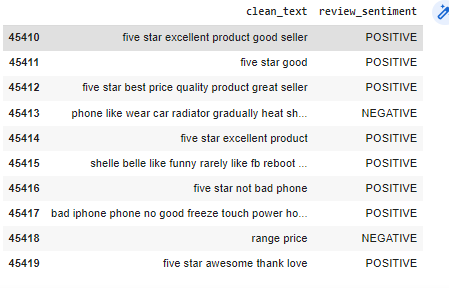 clean_text review_sentiment
45410 five star excellent product good seller POSITIVE
45411 five star good POSITIVE
45412 five star best price quality product great seller POSITIVE
45413 phone like wear car radiator gradually heat sh... NEGATIVE
45414 five star excellent product POSITIVE
45415 shelle belle like funny rarely like fb reboot ... POSITIVE
45416 five star not bad phone POSITIVE
45417 bad iphone phone no good freeze touch power ho... POSITIVE
45418 range price NEGATIVE
45419 five star awesome thank love POSITIVE